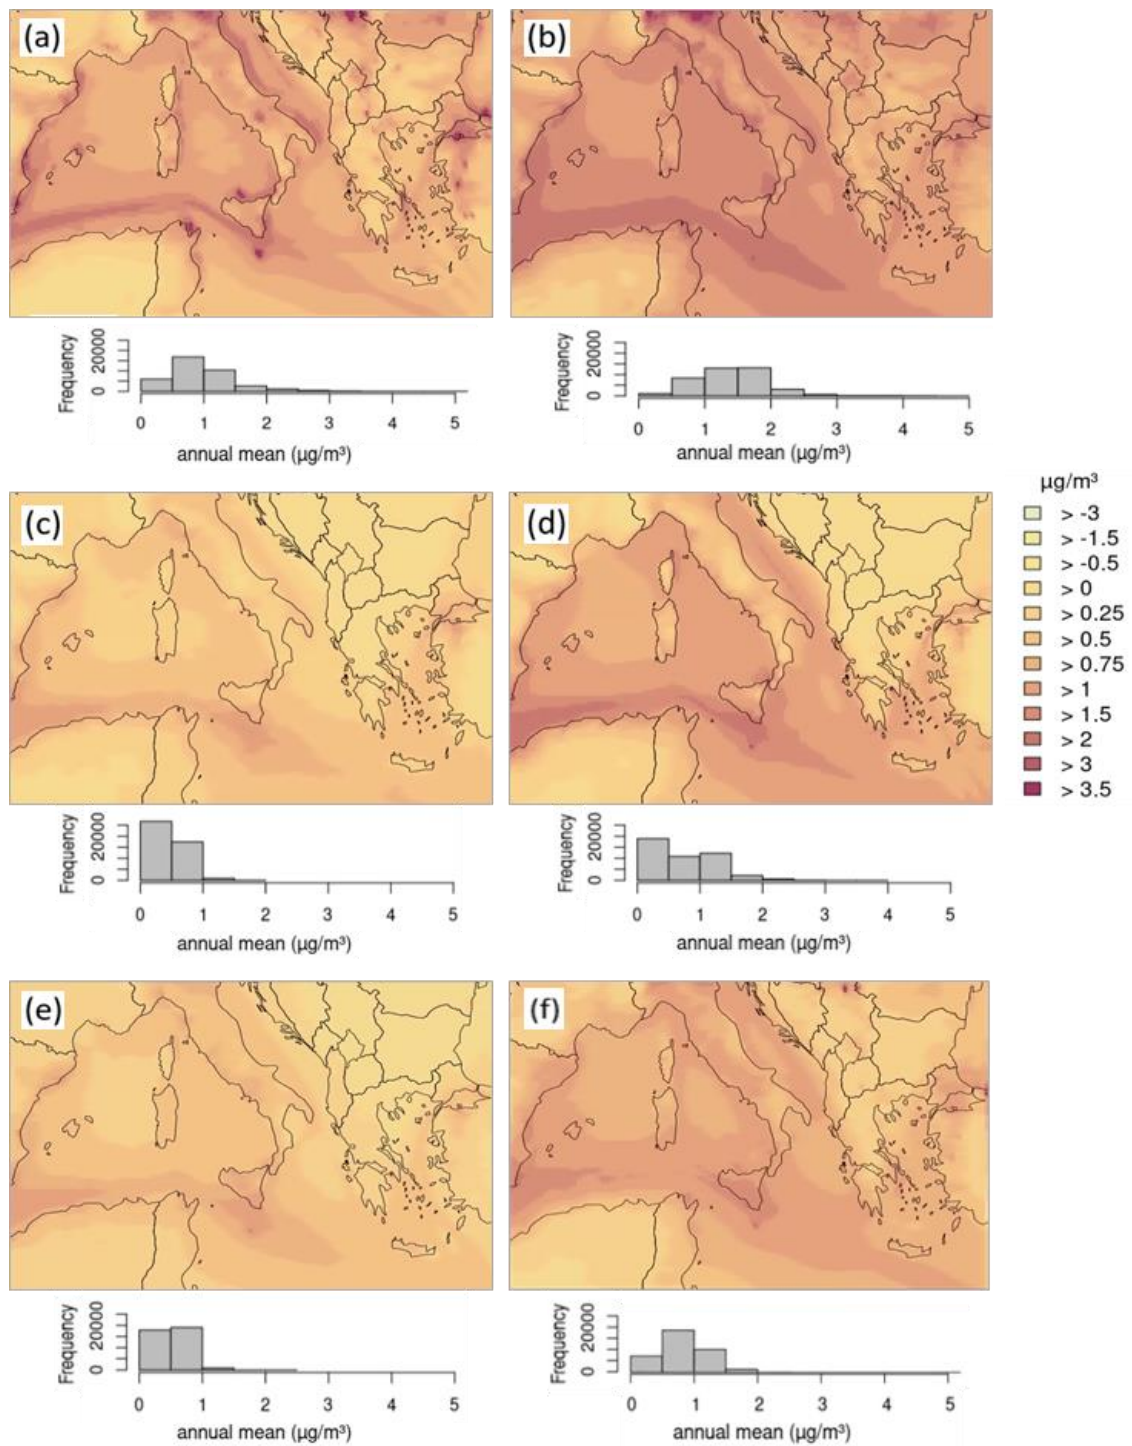 (a)
(b)
Frequency
0 20000
0 1 2 3 4 5
annual mean (µg/m³)
Frequency
0 20000
0 1 2 3 4 5
annual mean (µg/m³)
(c)
(d)
µg/m³
> -3
> -1.5
> -0.5
> 0
> 0.25
> 0.5
> 0.75
> 1
> 1.5
> 2
> 3
> 3.5
Frequency
0 20000
0 1 2 3 4 5
annual mean (µg/m³)
Frequency
0 20000
0 1 2 3 4 5
annual mean (µg/m³)
(e)
(f)
Frequency
0 20000
0 1 2 3 4 5
annual mean (µg/m³)
Frequency
0 20000
0 1 2 3 4 5
annual mean (µg/m³)